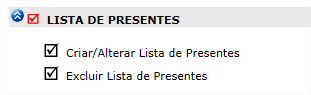 LISTA DE PRESENTES
Criar/Alterar Lista de Presentes
Excluir Lista de Presentes